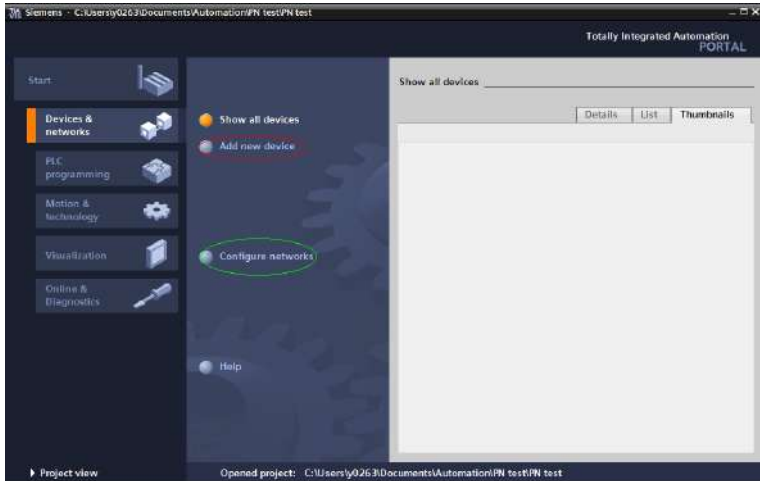 Siemens - C:\Users\y0263\Documents\Automation\PN test\PN test
Totally Integrated Automation
PORTAL
Start
Devices &
networks
PLC
programming
Motion &
technology
Visualization
Online &
Diagnostics
Show all devices
Add new device
Configure networks
Help
Show all devices
Details
List
Thumbnails
Project view
Opened project: C:\Users\y0263\Documents\Automation\PN test\PN test